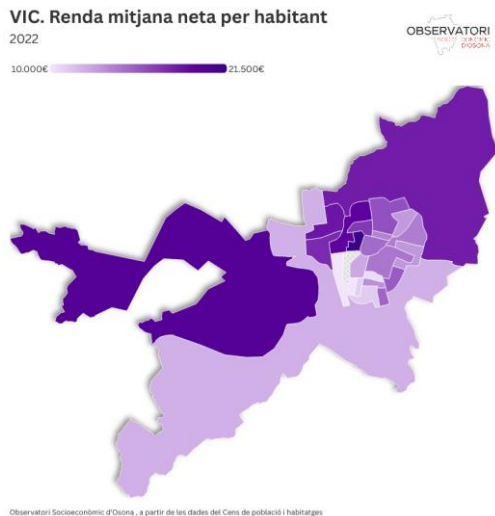 VIC. Renda mitjana neta per habitant
2022
OBSERVATORI
D'OSONA
10.000€ 21.500€
Observatori Socioeconòmic d'Osona , a partir de les dades del Cens de població i habitatges